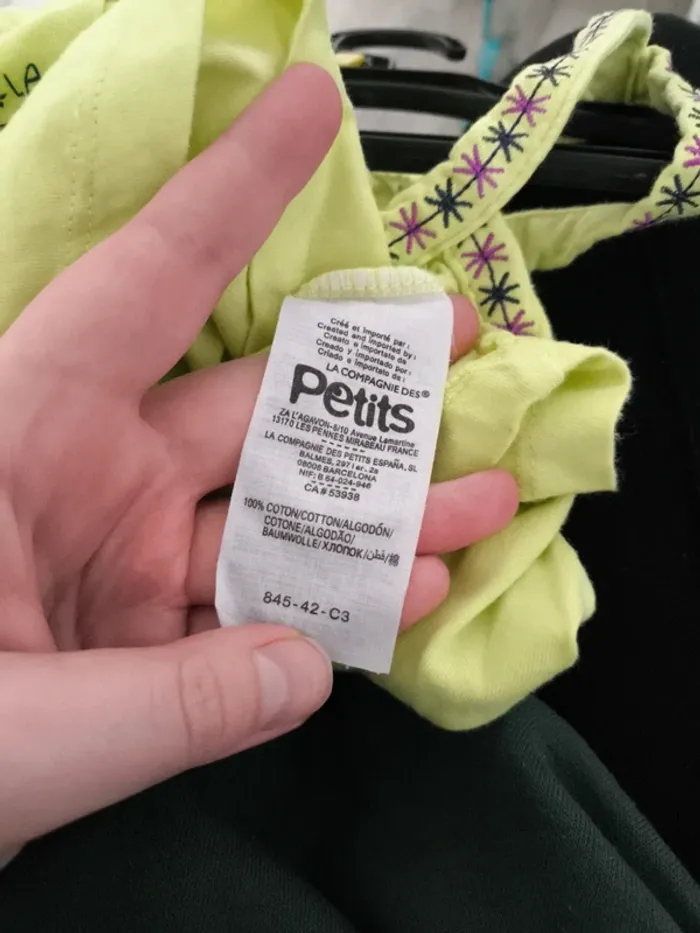 LA
Créé et importé par :
Created and imported by :
Creato e importato da
Creado y importado por :
Criado e importado de :
LA COMPAGNIE DES®
Petits
ZA L'AGAVON-8/10 Avenue Lamartine
13170 LES PENNES MIRABEAU FRANCE
LA COMPAGNIE DES PETITS ESPAÑA, SL
BALMES, 297 1er. 2a
08006 BARCELONA
NIF: B 64-024-946
CA # 53938
100% COTON/COTTON/ALGODÓN/
COTONE/ALGODÃO/
BAUMWOLLE/ХЛОПОК/قطن/棉
845-42-C3